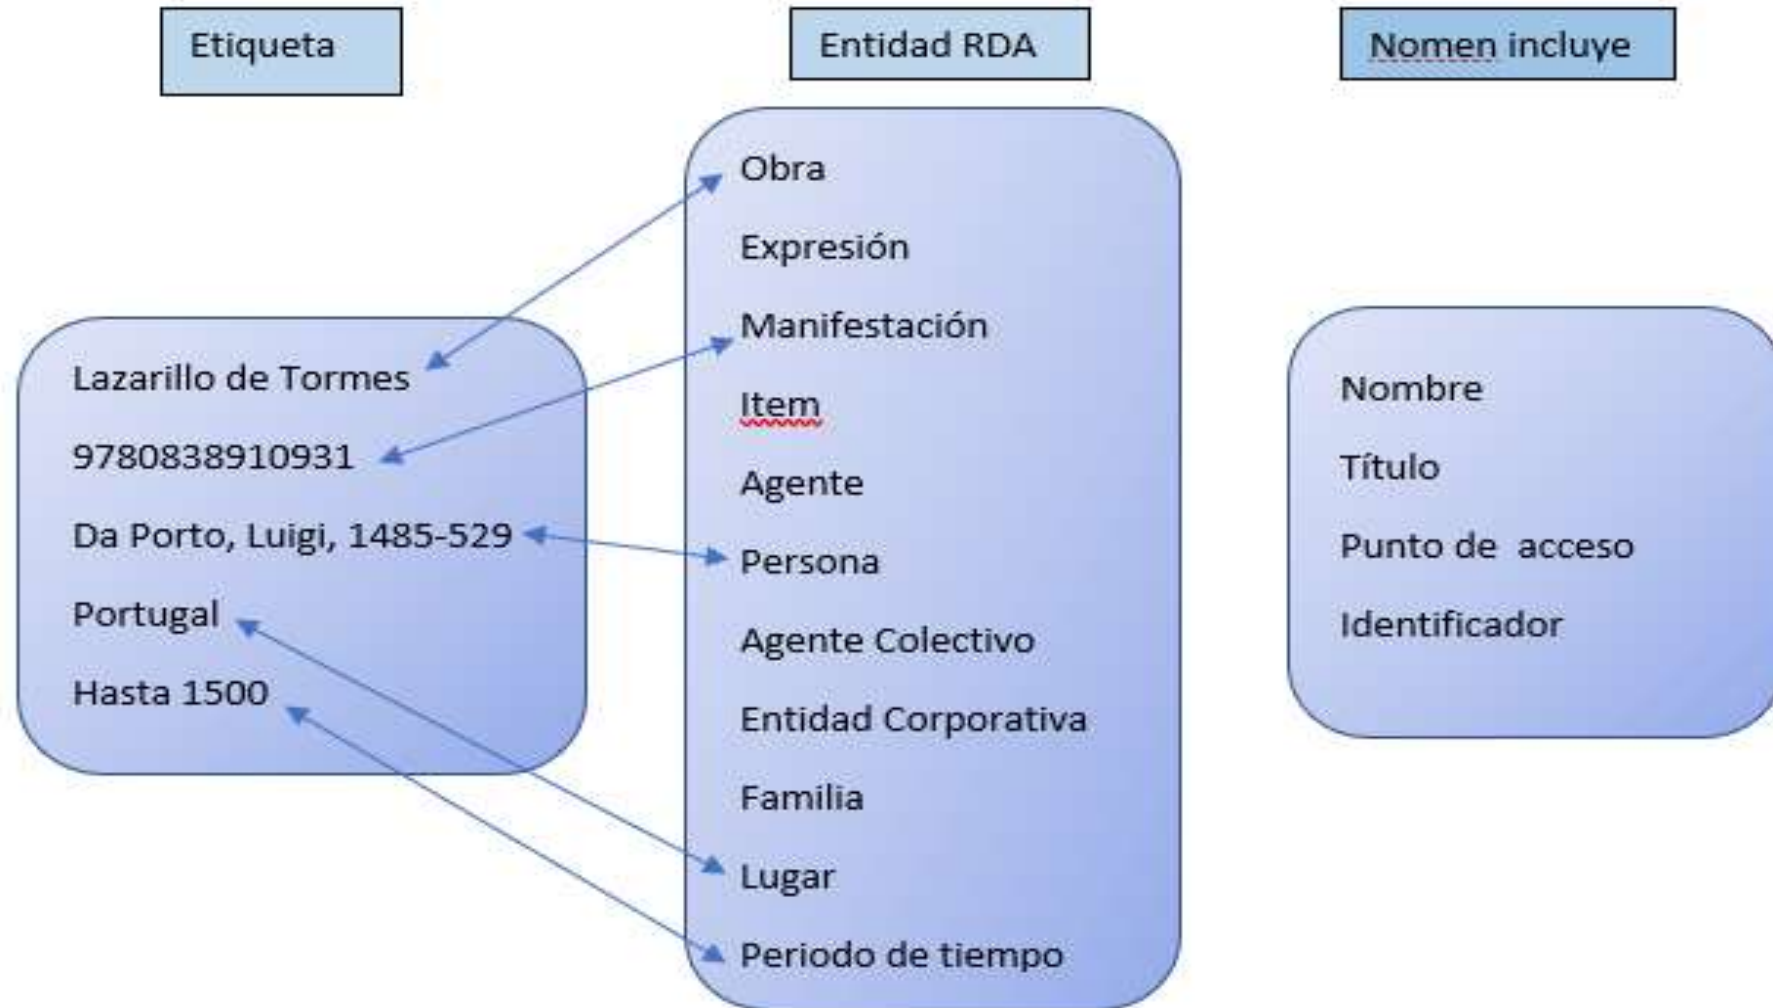 Etiqueta
Entidad RDA
Nomen incluye
Lazarillo de Tormes
9780838910931
Da Porto, Luigi, 1485-529
Portugal
Hasta 1500
Obra
Expresión
Manifestación
Item
Agente
Persona
Agente Colectivo
Entidad Corporativa
Familia
Lugar
Periodo de tiempo
Nombre
Título
Punto de acceso
Identificador